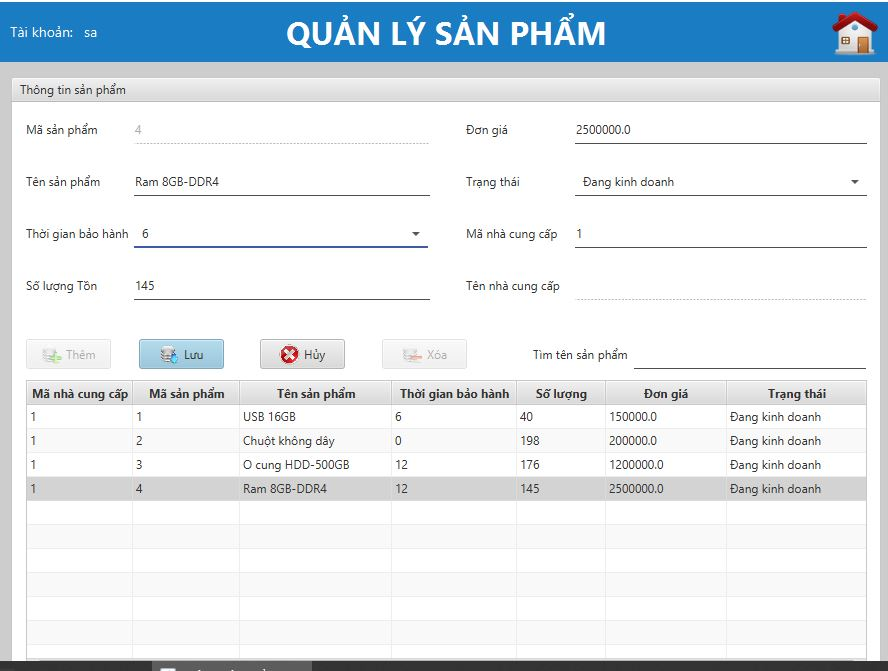 Tài khoản: sa
QUẢN LÝ SẢN PHẨM
Thông tin sản phẩm
Mã sản phẩm 4 Đơn giá 2500000.0
Tên sản phẩm Ram 8GB-DDR4 Trạng thái Đang kinh doanh
Thời gian bảo hành 6 Mã nhà cung cấp 1
Số lượng Tồn 145 Tên nhà cung cấp
Thêm Lưu Hủy Xóa Tìm tên sản phẩm
Mã nhà cung cấp Mã sản phẩm Tên sản phẩm Thời gian bảo hành Số lượng Đơn giá Trạng thái
1 1 USB 16GB 6 40 150000.0 Đang kinh doanh
1 2 Chuột không dây 0 198 200000.0 Đang kinh doanh
1 3 O cung HDD-500GB 12 176 1200000.0 Đang kinh doanh
1 4 Ram 8GB-DDR4 12 145 2500000.0 Đang kinh doanh